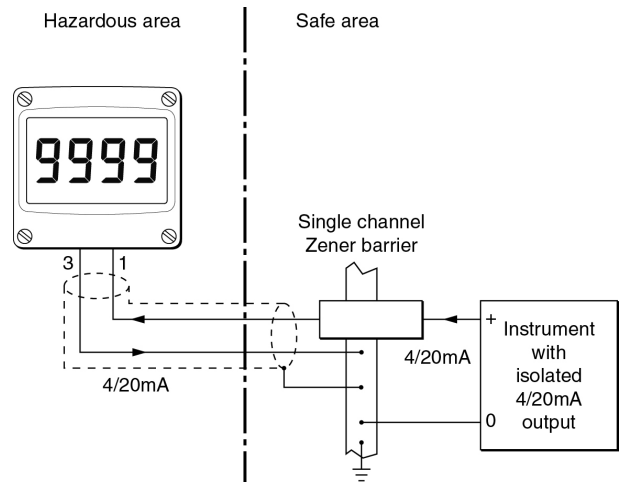 Hazardous area
Safe area
9999
Single channel
Zener barrier
3
1
4/20mA
4/20mA
+
Instrument
with
isolated
4/20mA
output
0